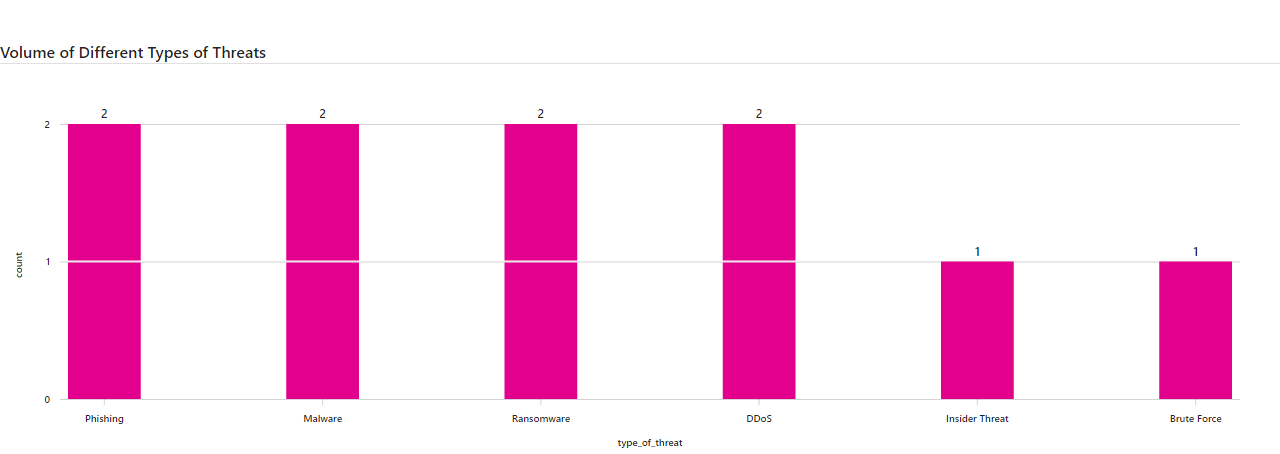 Volume of Different Types of Threats
2 2 2 2
2
1 1
count
1
0
Phishing Malware Ransomware DDoS Insider Threat Brute Force
type_of_threat